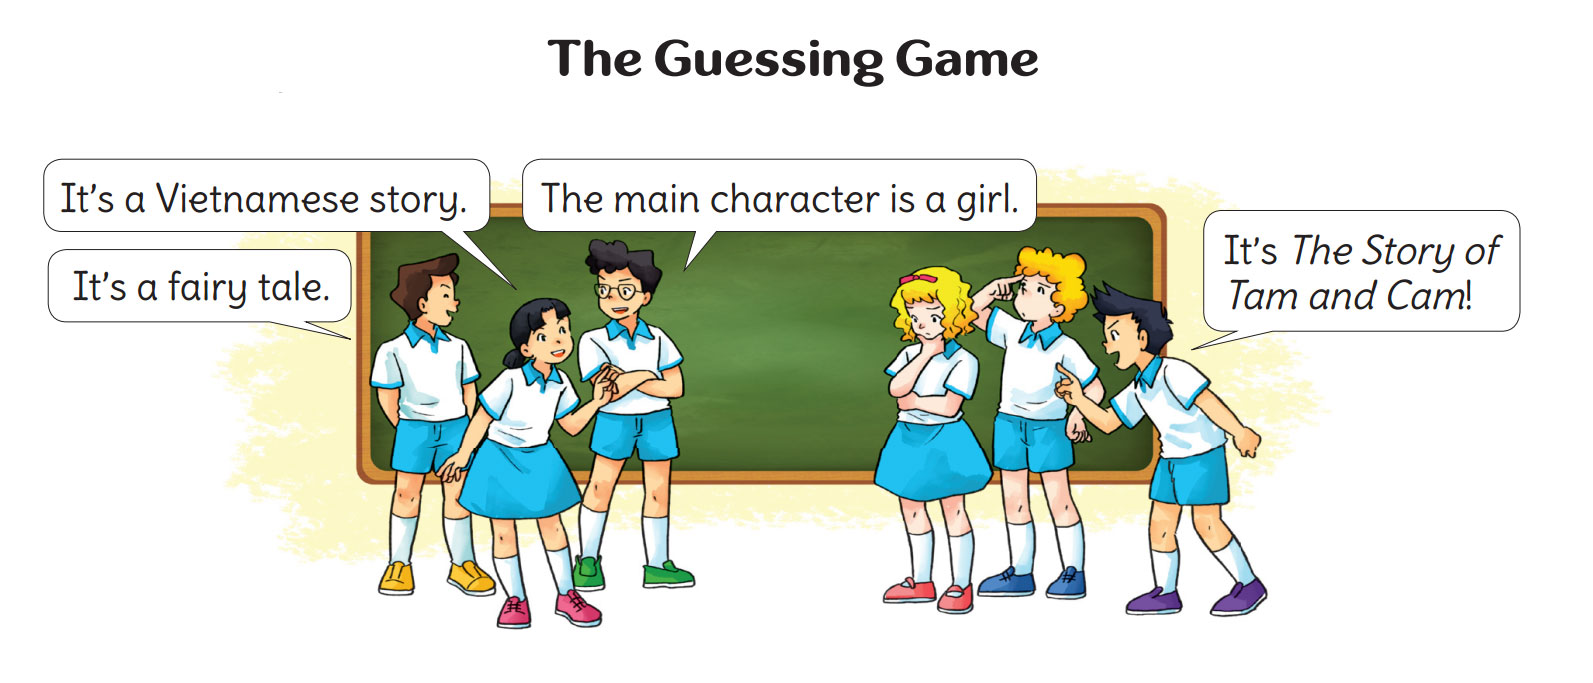 The Guessing Game
It's a Vietnamese story.
The main character is a girl.
It's a fairy tale.
It's The Story of
Tam and Cam!